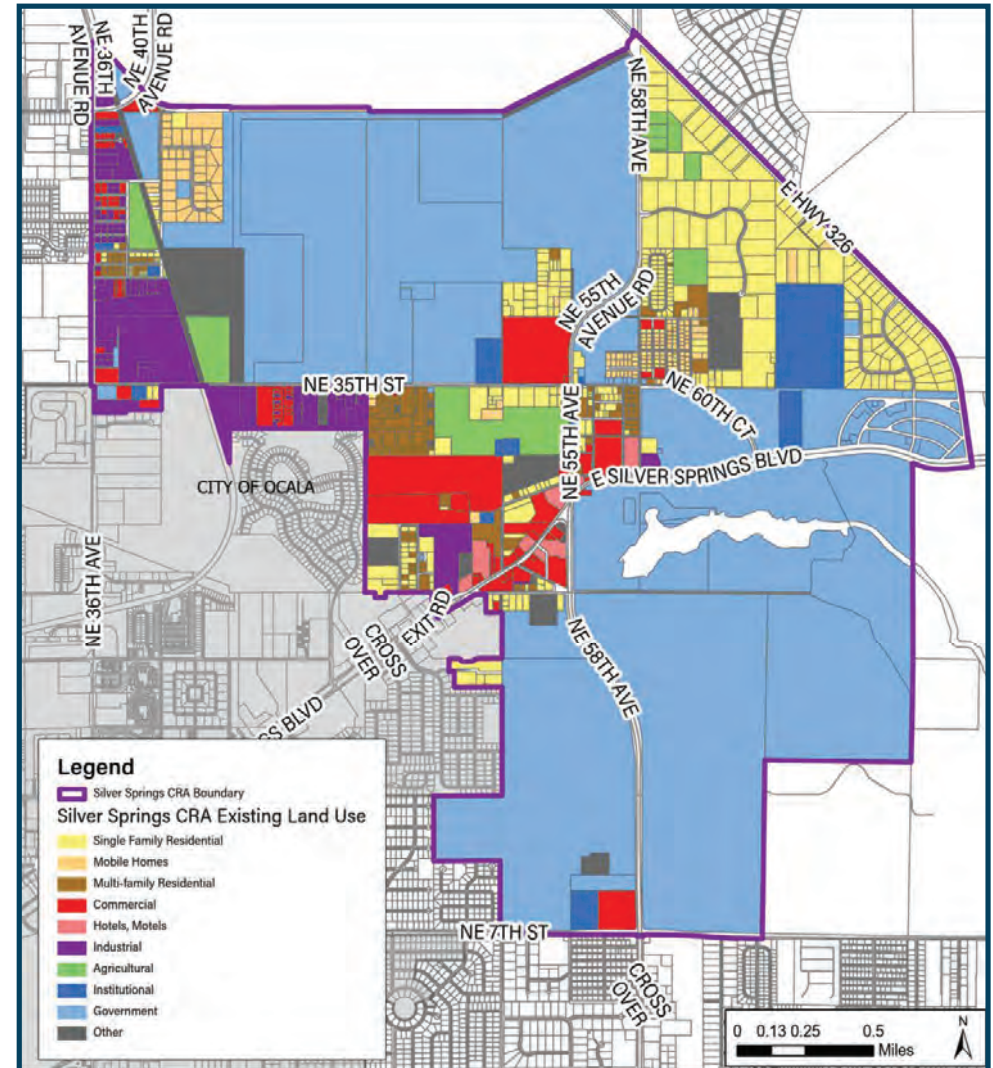 NE 36TH
AVENUE RD
NE 40TH
AVENUE RD
NE 58TH AVE
E HWY 326
NE 55TH
AVENUE RD
NE 35TH ST
NE 60TH CT
NE 55TH AVE
E SILVER SPRINGS BLVD
CITY OF OCALA
NE 36TH AVE
EXIT RD
CROSS
OVER
NE 58TH AVE
GS BLVD
Legend
Silver Springs CRA Boundary
Silver Springs CRA Existing Land Use
Single Family Residential
Mobile Homes
Multi-family Residential
Commercial
Hotels, Motels
Industrial
Agricultural
Institutional
Government
Other
NE 7TH ST
CROSS
OVER
0 0.13 0.25 0.5
Miles
N